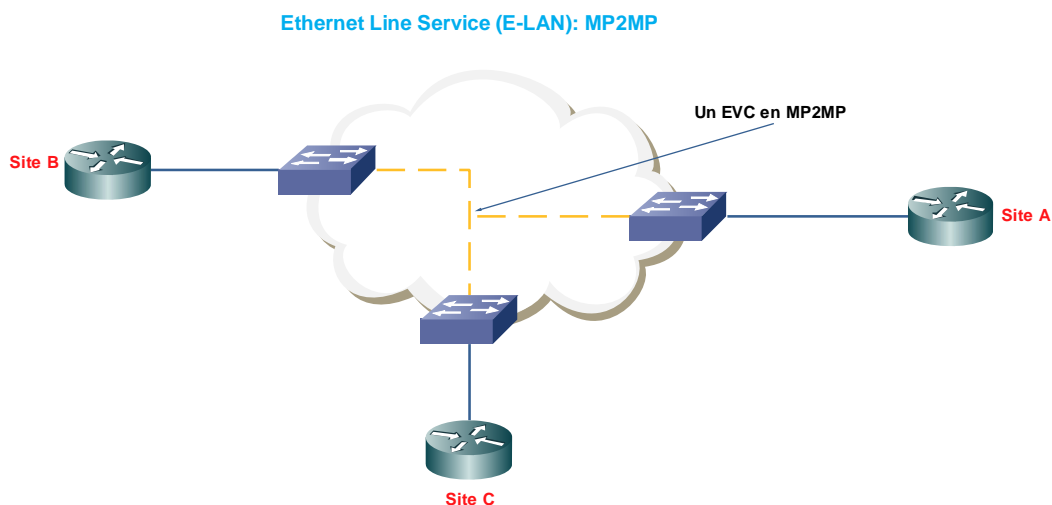 Ethernet Line Service (E-LAN): MP2MP
Un EVC en MP2MP
Site B
Site A
Site C